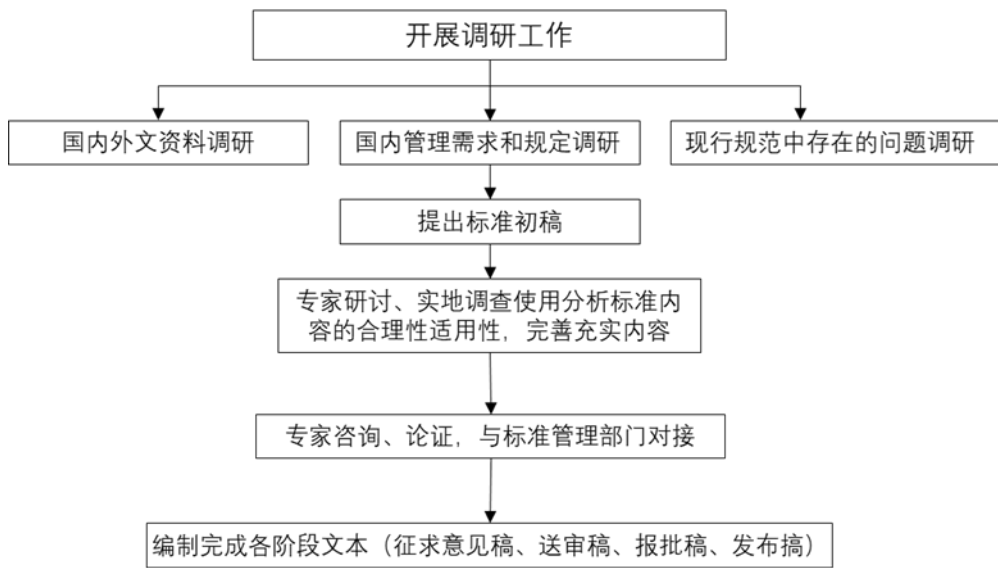 开展调研工作
国内外文资料调研
国内管理需求和规定调研
现行规范中存在的问题调研
提出标准初稿
专家研讨、实地调查使用分析标准内
容的合理性适用性，完善充实内容
专家咨询、论证，与标准管理部门对接
编制完成各阶段文本（征求意见稿、送审稿、报批稿、发布搞）